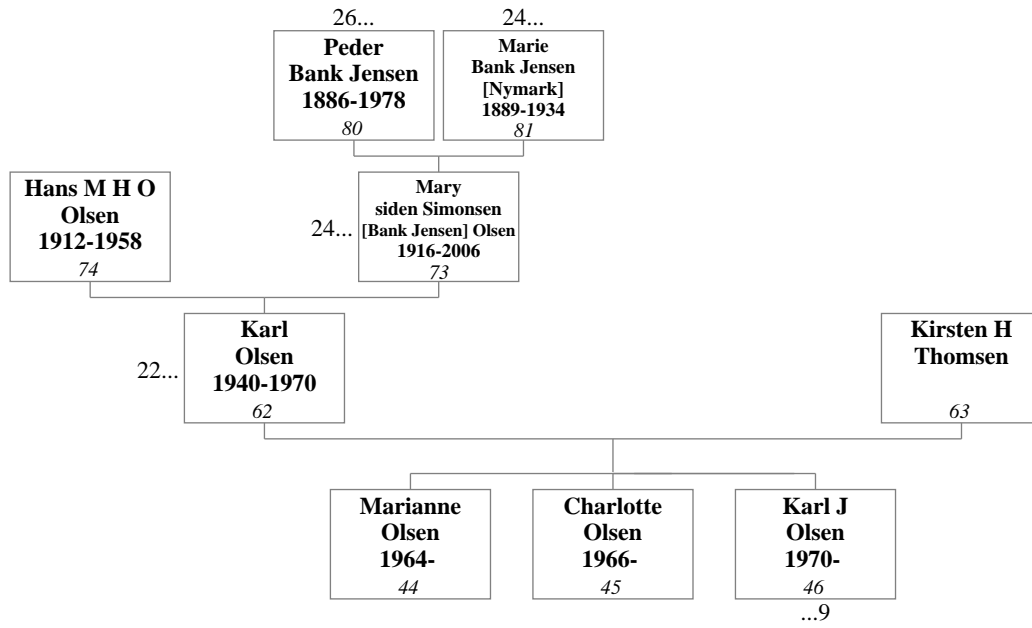 26...
Peder
Bank Jensen
1886-1978
80
24...
Marie
Bank Jensen
[Nymark]
1889-1934
81
Hans M H O
Olsen
1912-1958
74
24...
Mary
siden Simonsen
[Bank Jensen] Olsen
1916-2006
73
22...
Karl
Olsen
1940-1970
62
Kirsten H
Thomsen
63
Marianne
Olsen
1964-
44
Charlotte
Olsen
1966-
45
Karl J
Olsen
1970-
46
...9